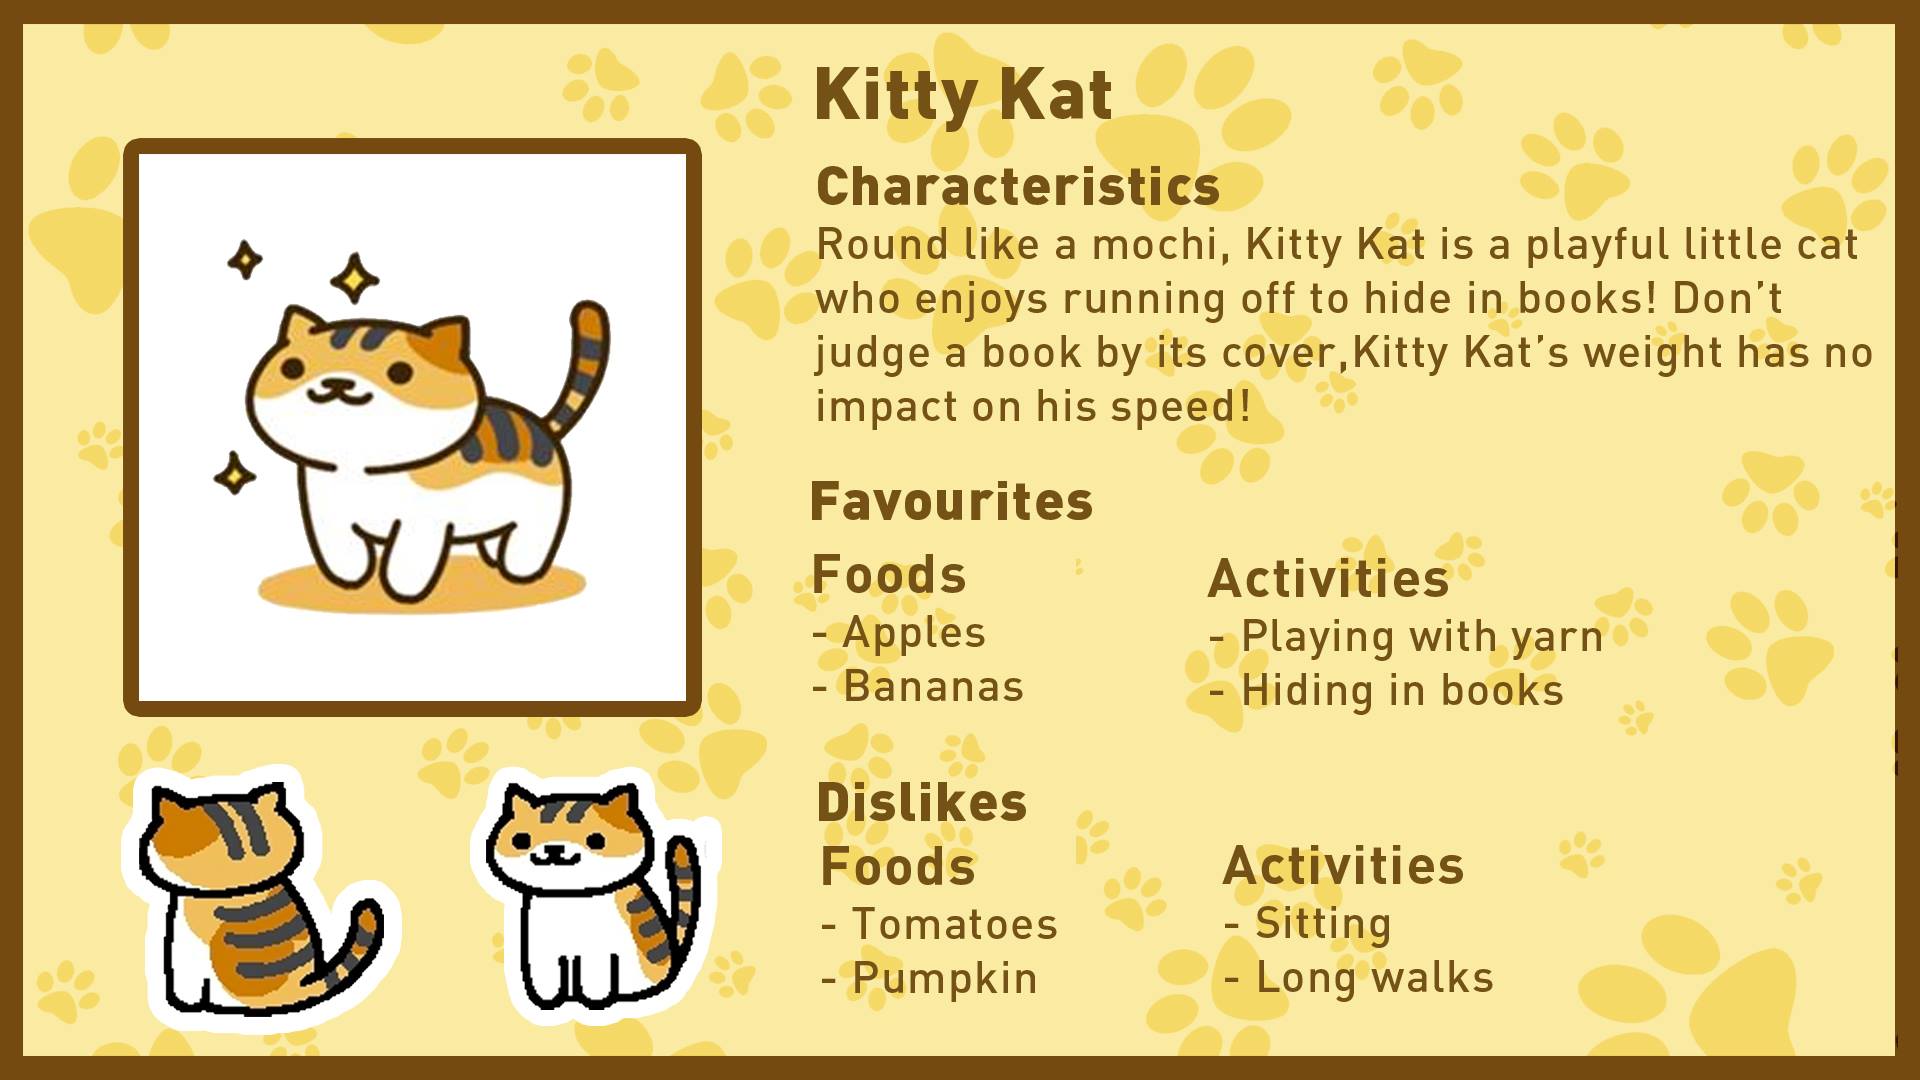 Kitty Kat
Characteristics
Round like a mochi, Kitty Kat is a playful little cat
who enjoys running off to hide in books! Don't
judge a book by its cover,Kitty Kat's weight has no
impact on his speed!
Favourites
Foods
- Apples
- Bananas
Activities
- Playing with yarn
- Hiding in books
Dislikes
Foods
- Tomatoes
- Pumpkin
Activities
- Sitting
- Long walks